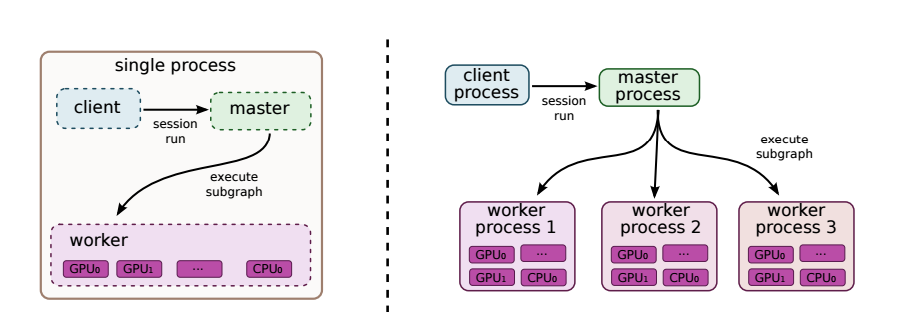 single process
client
master
session
run
execute
subgraph
worker
GPU₀
GPU₁
...
CPU₀
client
process
session
run
master
process
execute
subgraph
worker
process 1
GPU₀
...
GPU₁
CPU₀
worker
process 2
GPU₀
...
GPU₁
CPU₀
worker
process 3
GPU₀
...
GPU₁
CPU₀